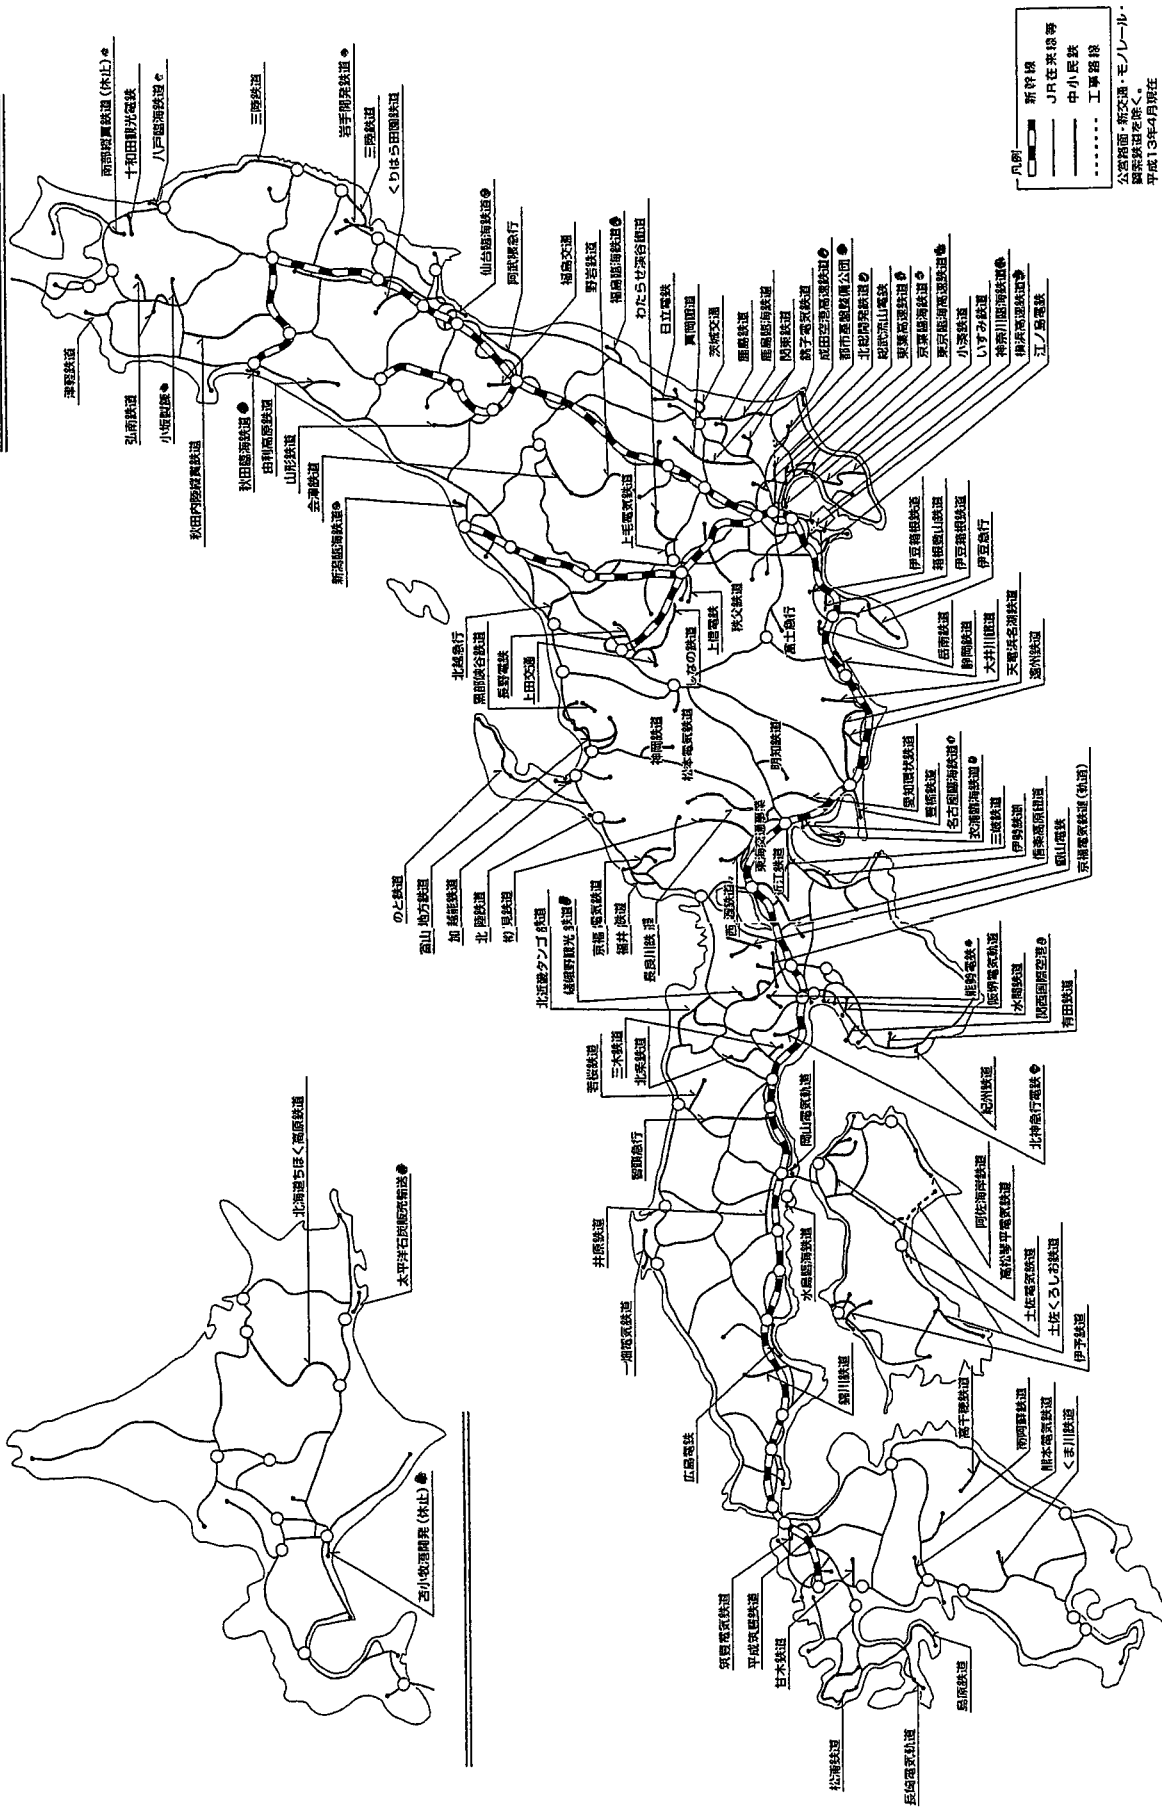 南部縦貫鉄道(休止)
十和田観光電鉄
八戸臨海鉄道
三陸鉄道
岩手開発鉄道
三陸鉄道
くりはら田園鉄道
津軽鉄道
弘南鉄道
小坂製錬
秋田内陸縦貫鉄道
秋田臨海鉄道
由利高原鉄道
山形鉄道
会津鉄道
新潟臨海鉄道
仙台臨海鉄道
阿武隈急行
福島交通
野岩鉄道
福島臨海鉄道
わたらせ渓谷鐵道
日立電鉄
真岡鐵道
茨城交通
鹿島鉄道
鹿島臨海鉄道
関東鉄道
銚子電気鉄道
成田空港高速鉄道
都市基盤整備公団
北総開発鉄道
総武流山電鉄
東葉高速鉄道
京葉臨海鉄道
東京臨海高速鉄道
小湊鉄道
いすみ鉄道
神奈川臨海鉄道
横浜高速鉄道
江ノ島電鉄
上毛電気鉄道
上信電鉄
秩父鉄道
富士急行
伊豆箱根鉄道
箱根登山鉄道
伊豆箱根鉄道
伊豆急行
岳南鉄道
静岡鉄道
大井川鐵道
天竜浜名湖鉄道
遠州鉄道
北越急行
黒部峡谷鉄道
長野電鉄
上田交通
しなの鉄道
神岡鉄道
松本電気鉄道
明知鉄道
愛知環状鉄道
豊橋鉄道
名古屋臨海鉄道
衣浦臨海鉄道
三岐鉄道
伊勢鉄道
信楽高原鐵道
叡山電鉄
京福電気鉄道(軌道)
東海交通事業
近江鉄道
のと鉄道
富山地方鉄道
加越能鉄道
北陸鉄道
樽見鉄道
京福電気鉄道
福井鉄道
長良川鉄道
北近畿タンゴ鉄道
嵯峨野観光鉄道
若桜鉄道
三木鉄道
北条鉄道
智頭急行
能勢電鉄
阪堺電気軌道
水間鉄道
関西国際空港
有田鉄道
紀州鉄道
北神急行電鉄
岡山電気軌道
井原鉄道
水島臨海鉄道
一畑電気鉄道
広島電鉄
錦川鉄道
阿佐海岸鉄道
高松琴平電気鉄道
土佐電気鉄道
土佐くろしお鉄道
伊予鉄道
高千穂鉄道
南阿蘇鉄道
熊本電気鉄道
くま川鉄道
筑豊電気鉄道
平成筑豊鉄道
甘木鉄道
松浦鉄道
長崎電気軌道
島原鉄道
北海道ちほく高原鉄道
太平洋石炭販売輸送
苫小牧港開発(休止)
凡例
新幹線
JR在来線等
中小民鉄
工事路線
公営路面・新交通・モノレール・
鋼索鉄道を除く。
平成13年4月現在